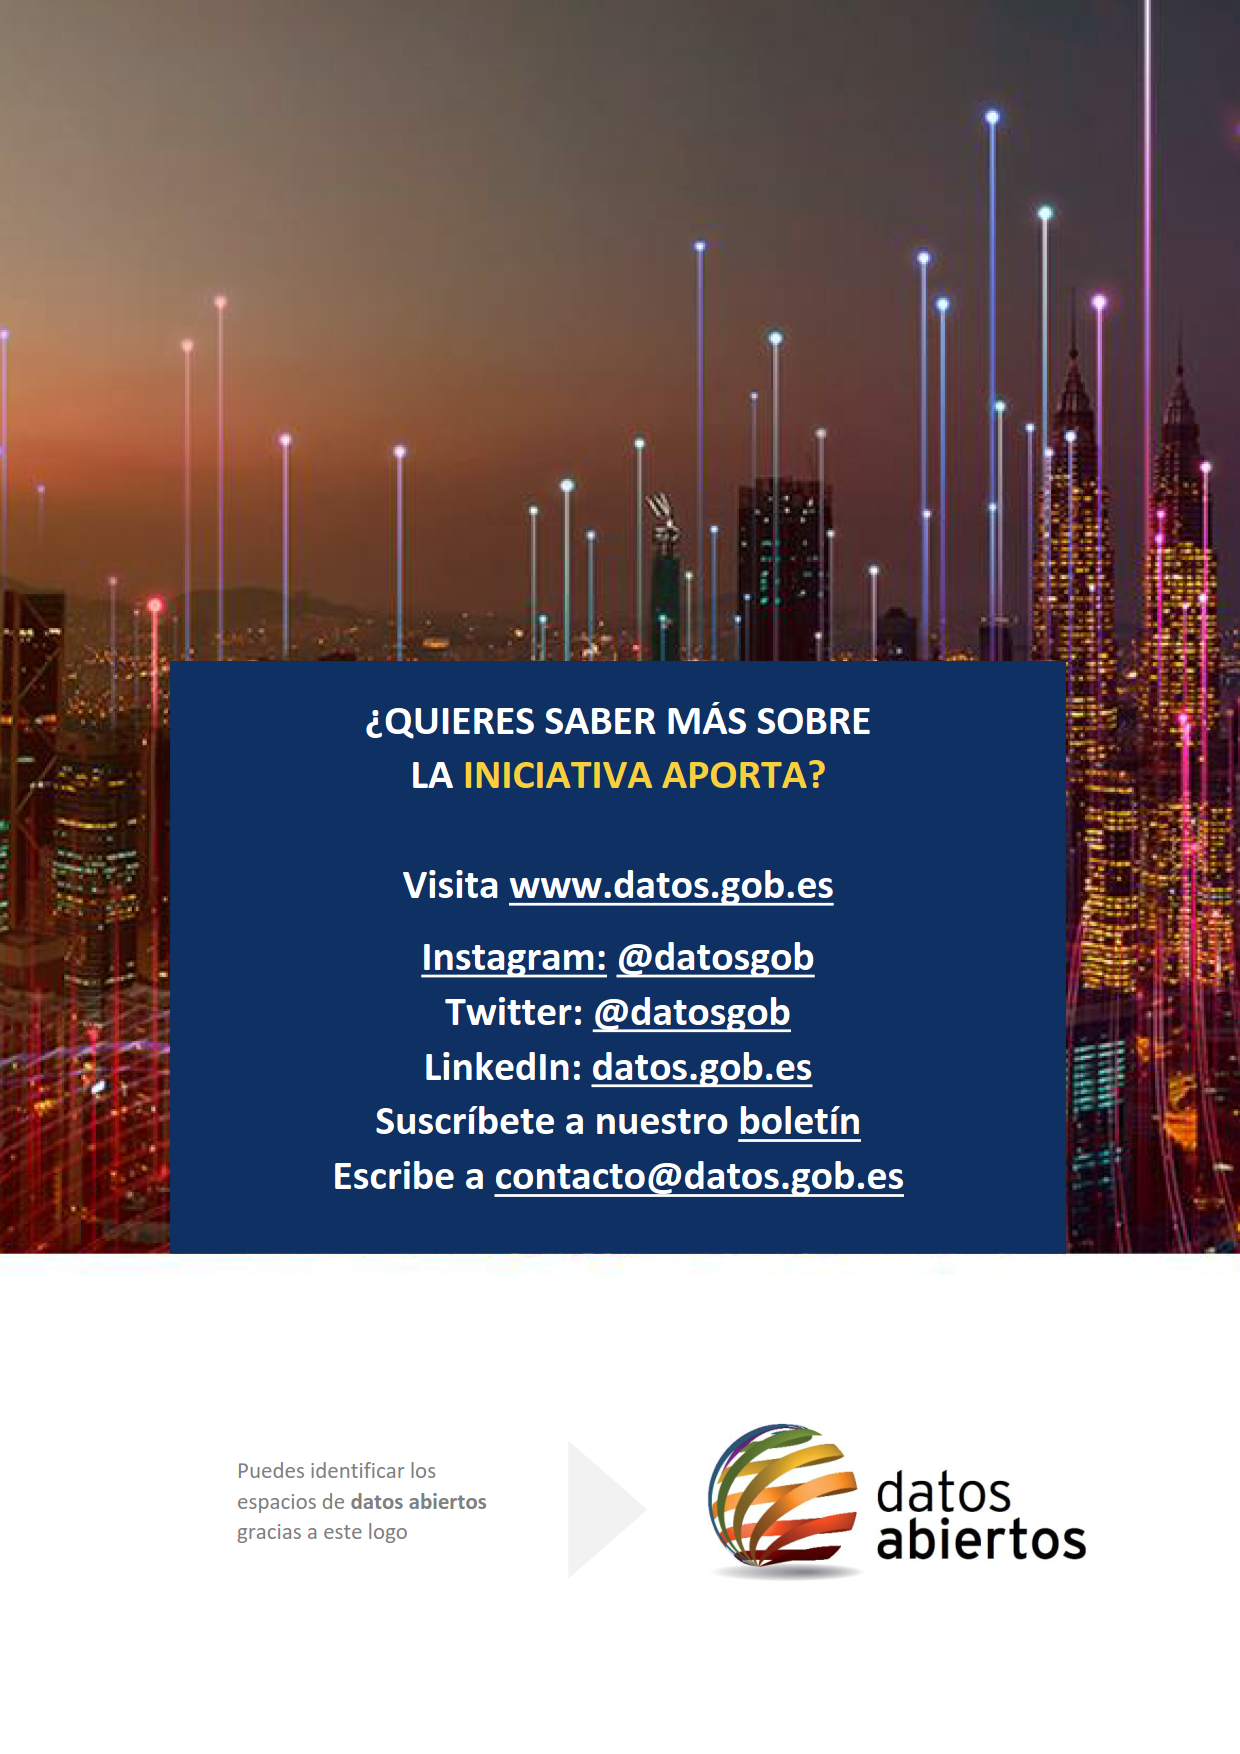 ¿QUIERES SABER MÁS SOBRE
LA INICIATIVA APORTA?
Visita www.datos.gob.es
Instagram: @datosgob
Twitter: @datosgob
LinkedIn: datos.gob.es
Suscríbete a nuestro boletín
Escribe a contacto@datos.gob.es
Puedes identificar los
espacios de datos abiertos
gracias a este logo
datos
abiertos